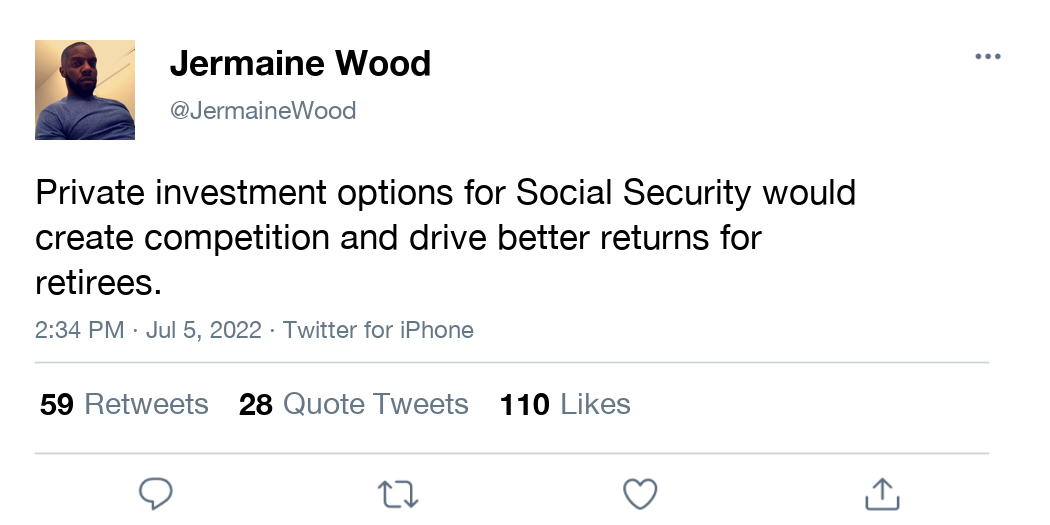 Jermaine Wood
@JermaineWood
Private investment options for Social Security would
create competition and drive better returns for
retirees.
2:34 PM · Jul 5, 2022 · Twitter for iPhone
59 Retweets 28 Quote Tweets 110 Likes